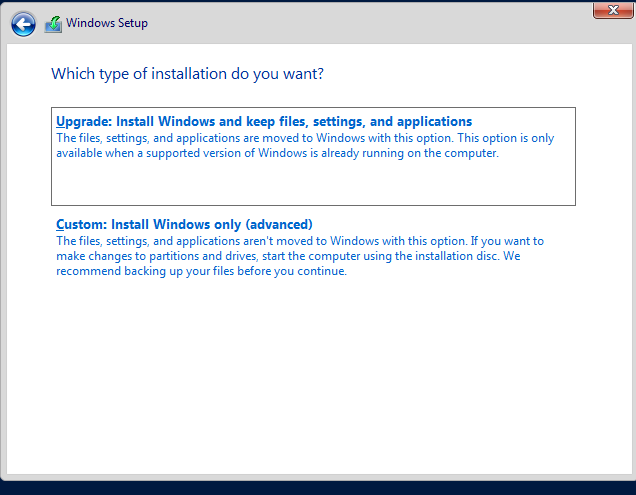 Windows Setup
Which type of installation do you want?
Upgrade: Install Windows and keep files, settings, and applications
The files, settings, and applications are moved to Windows with this option. This option is only
available when a supported version of Windows is already running on the computer.
Custom: Install Windows only (advanced)
The files, settings, and applications aren't moved to Windows with this option. If you want to
make changes to partitions and drives, start the computer using the installation disc. We
recommend backing up your files before you continue.